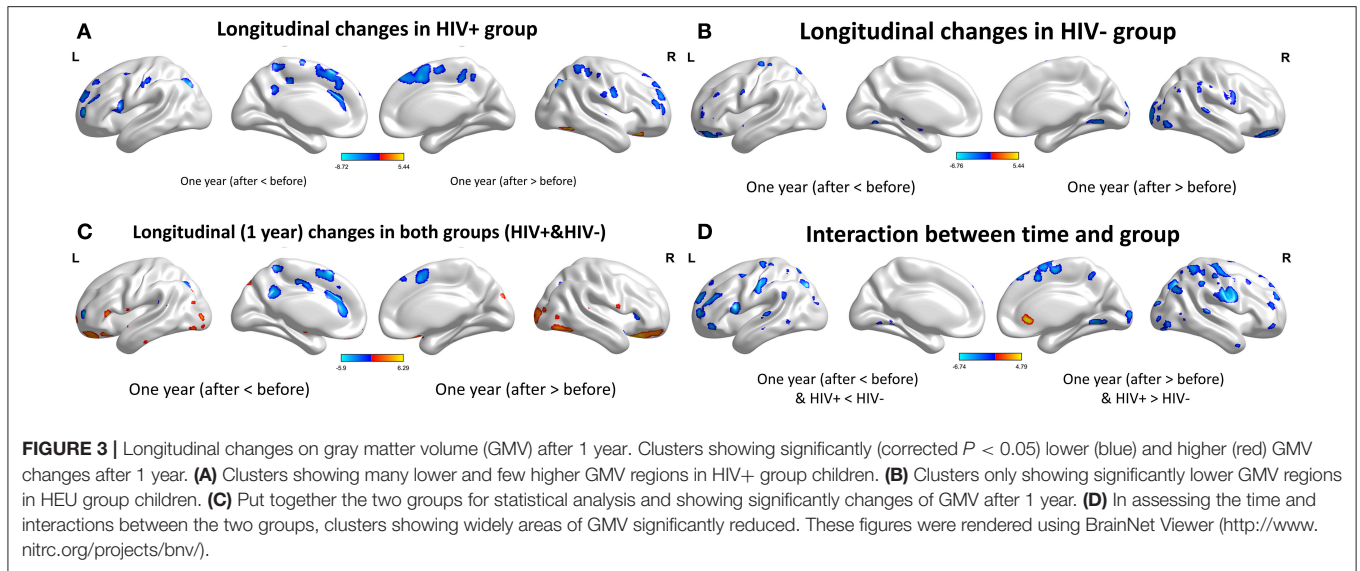 A
Longitudinal changes in HIV+ group
L
R
-8.72 5.44
One year (after < before)
One year (after > before)
B
Longitudinal changes in HIV- group
L
R
-6.76 5.44
One year (after < before)
One year (after > before)
C
Longitudinal (1 year) changes in both groups (HIV+&HIV-)
L
R
-5.9 6.29
One year (after < before)
One year (after > before)
D
Interaction between time and group
L
R
-6.74 4.79
One year (after < before)
& HIV+ < HIV-
One year (after > before)
& HIV+ > HIV-
FIGURE 3 | Longitudinal changes on gray matter volume (GMV) after 1 year. Clusters showing significantly (corrected P < 0.05) lower (blue) and higher (red) GMV
changes after 1 year. (A) Clusters showing many lower and few higher GMV regions in HIV+ group children. (B) Clusters only showing significantly lower GMV regions
in HEU group children. (C) Put together the two groups for statistical analysis and showing significantly changes of GMV after 1 year. (D) In assessing the time and
interactions between the two groups, clusters showing widely areas of GMV significantly reduced. These figures were rendered using BrainNet Viewer (http://www.
nitrc.org/projects/bnv/).